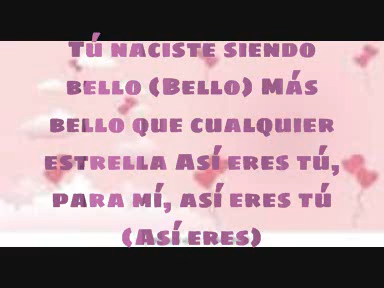 Tú naciste siendo
bello (Bello) Más
bello que cualquier
estrella Así eres tú,
para mí, así eres tú
(Así eres)